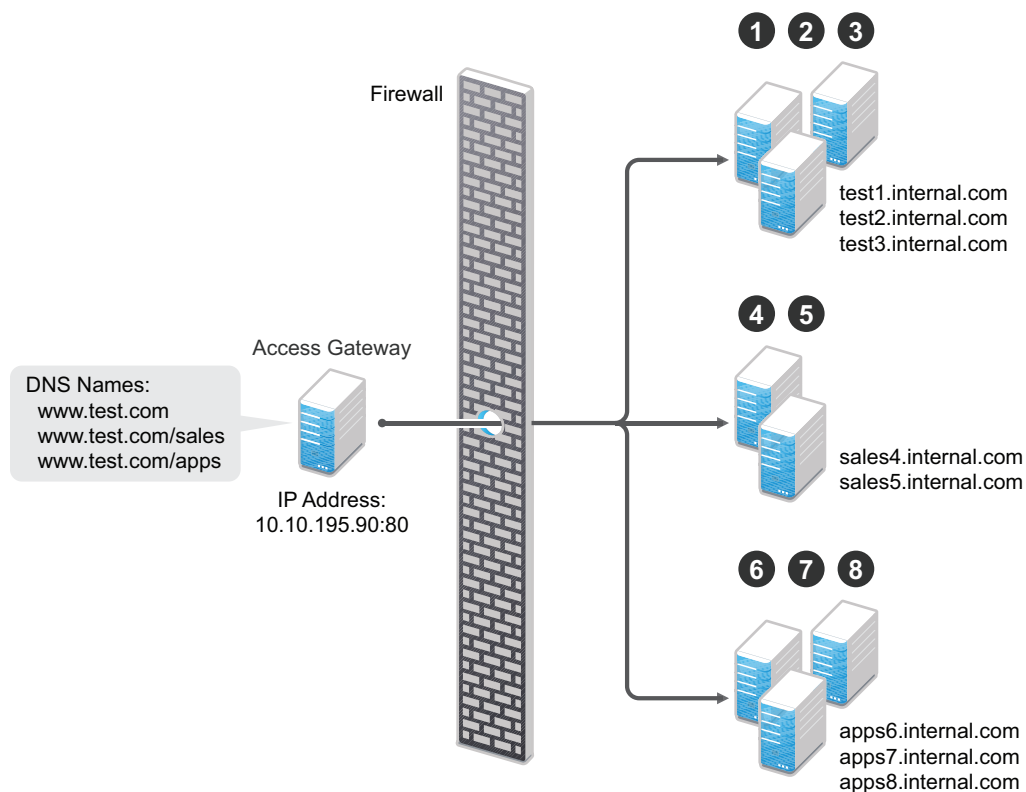 1 2 3
Firewall
test1.internal.com
test2.internal.com
test3.internal.com
4 5
Access Gateway
DNS Names:
www.test.com
www.test.com/sales
www.test.com/apps
sales4.internal.com
sales5.internal.com
IP Address:
10.10.195.90:80
6 7 8
apps6.internal.com
apps7.internal.com
apps8.internal.com